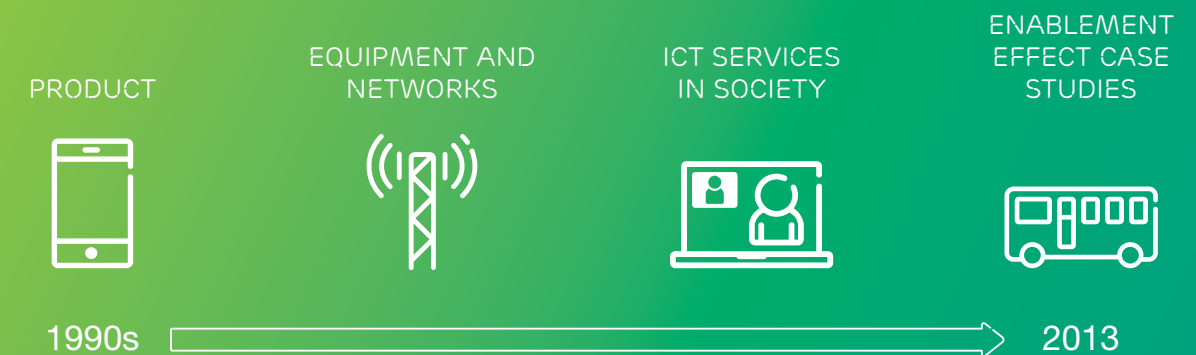 PRODUCT
EQUIPMENT AND
NETWORKS
ICT SERVICES
IN SOCIETY
ENABLEMENT
EFFECT CASE
STUDIES
1990s
2013